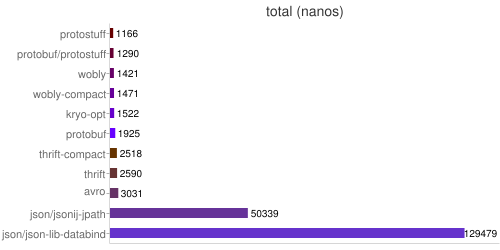 total (nanos)
protostuff 1166
protobuf/protostuff 1290
wobly 1421
wobly-compact 1471
kryo-opt 1522
protobuf 1925
thrift-compact 2518
thrift 2590
avro 3031
json/jsonij-jpath 50339
json/json-lib-databind 129479